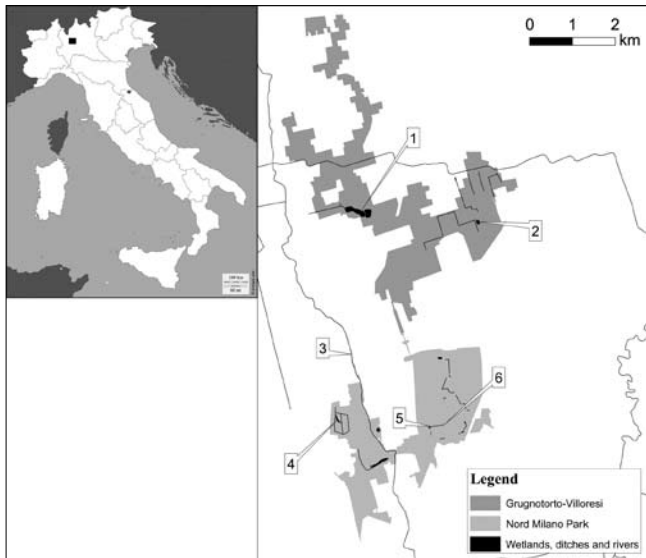 0 1 2
km
1
2
3
6
5
4
Legend
Grugnotorto-Villoresi
Nord Milano Park
Wetlands, ditches and rivers